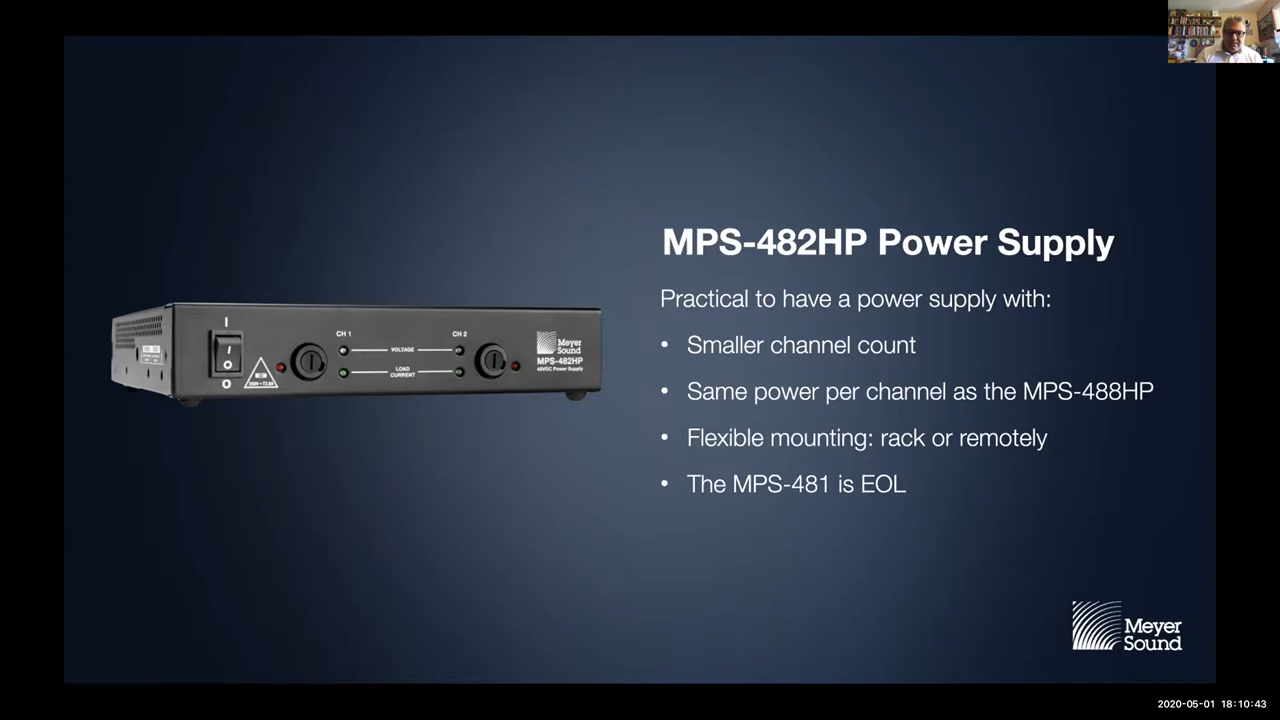 MPS-482HP Power Supply
Practical to have a power supply with:
• Smaller channel count
• Same power per channel as the MPS-488HP
• Flexible mounting: rack or remotely
• The MPS-481 is EOL
I
I
O
O
CH 1
CH 2
VOLTAGE
LOAD
CURRENT
Meyer
Sound
MPS-482HP
48VDC Power Supply
Meyer
Sound
2020-05-01 18:10:43